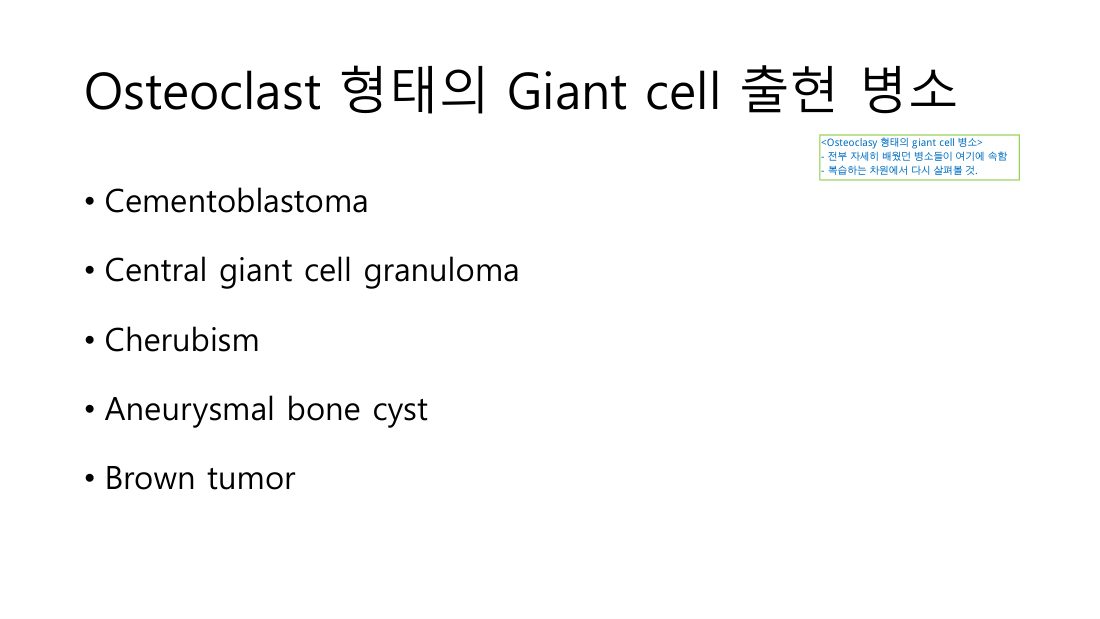 Osteoclast 형태의 Giant cell 출현 병소
<Osteoclasy 형태의 giant cell 병소>
- 전부 자세히 배웠던 병소들이 여기에 속함
- 복습하는 차원에서 다시 살펴볼 것.
• Cementoblastoma
• Central giant cell granuloma
• Cherubism
• Aneurysmal bone cyst
• Brown tumor